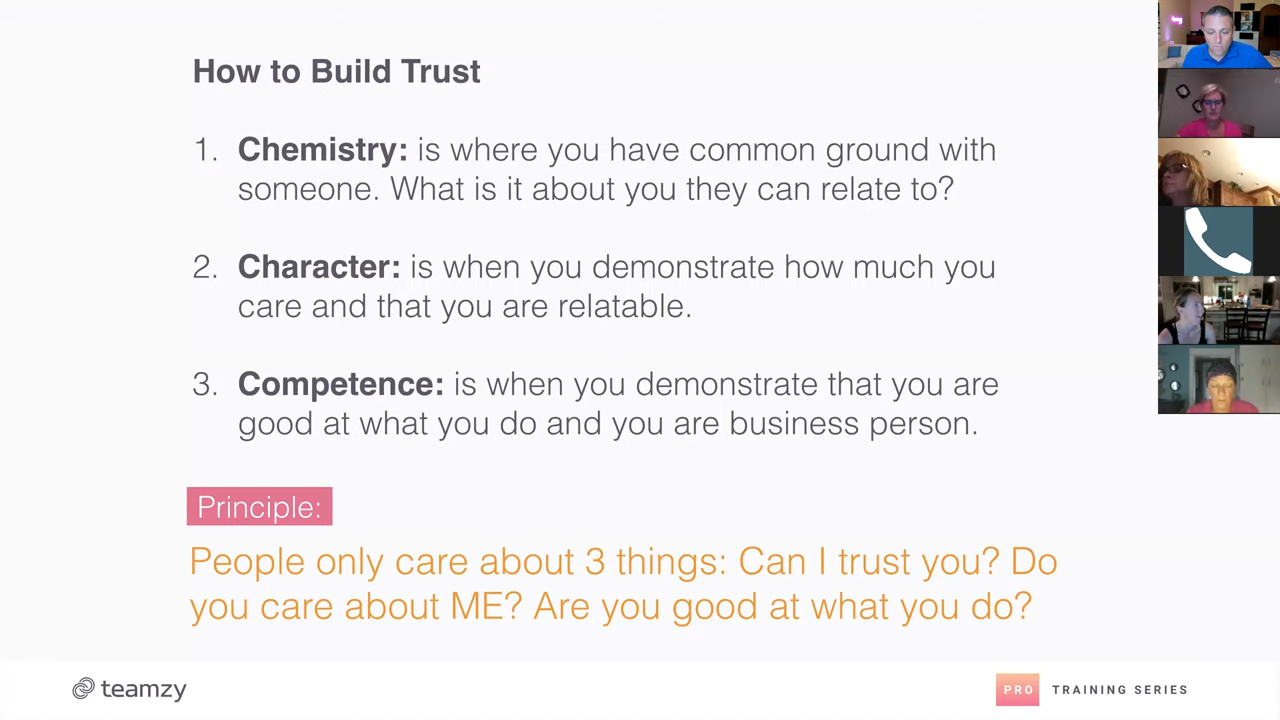 How to Build Trust
1. Chemistry: is where you have common ground with
someone. What is it about you they can relate to?
2. Character: is when you demonstrate how much you
care and that you are relatable.
3. Competence: is when you demonstrate that you are
good at what you do and you are business person.
Principle:
People only care about 3 things: Can I trust you? Do
you care about ME? Are you good at what you do?
teamzy
PRO TRAINING SERIES